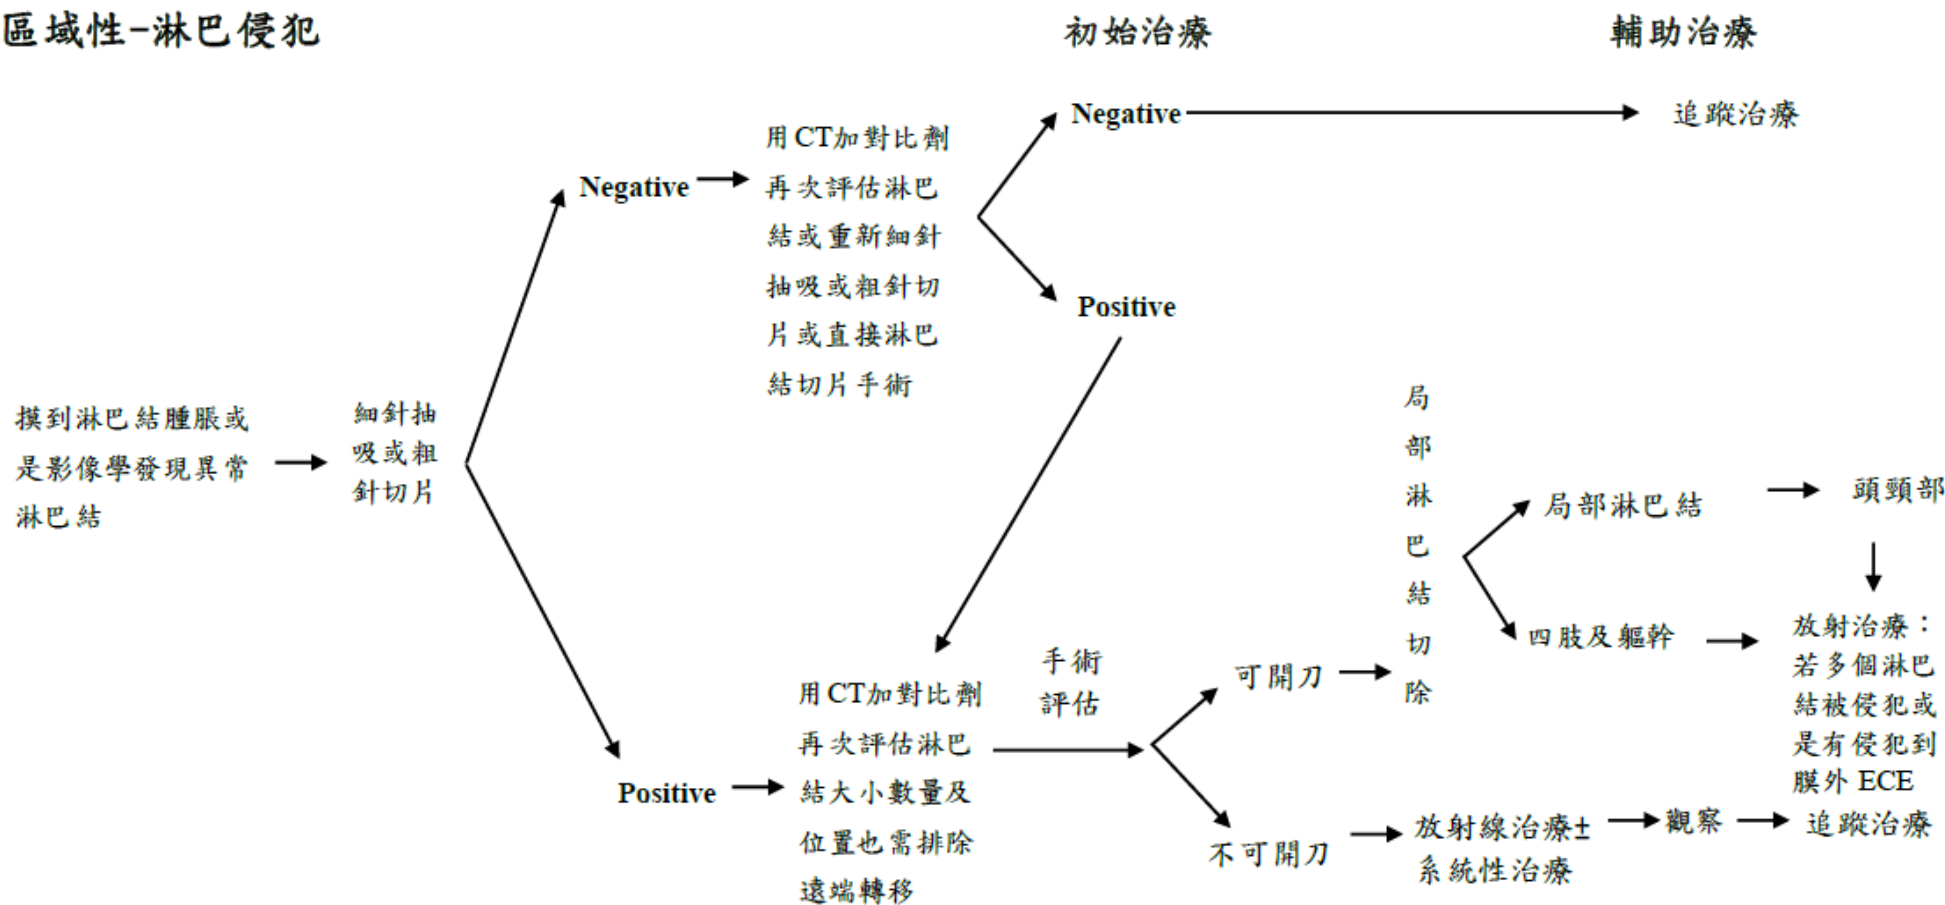 區域性-淋巴侵犯
初始治療
輔助治療
摸到淋巴結腫脹或
是影像學發現異常
淋巴結
細針抽
吸或粗
針切片
Negative
用CT加對比劑
再次評估淋巴
結或重新細針
抽吸或粗針切
片或直接淋巴
結切片手術
Negative
追蹤治療
Positive
Positive
用CT加對比劑
再次評估淋巴
結大小數量及
位置也需排除
遠端轉移
手術
評估
可開刀
局
部
淋
巴
結
切
除
局部淋巴結
頭頸部
四肢及軀幹
放射治療：
若多個淋巴
結被侵犯或
是有侵犯到
膜外 ECE
不可開刀
放射線治療±
系統性治療
觀察
追蹤治療